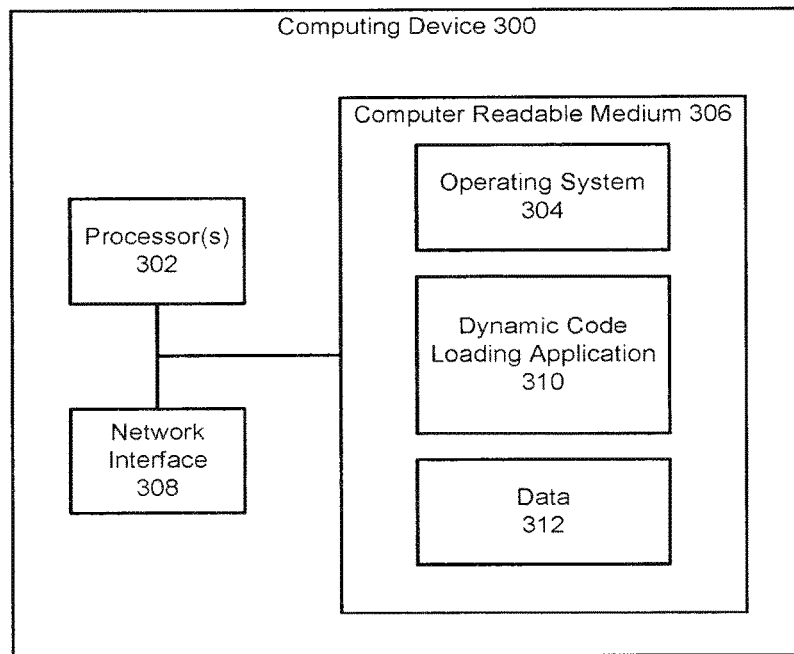 Computing Device 300
Computer Readable Medium 306
Operating System
304
Processor(s)
302
Dynamic Code
Loading Application
310
Network
Interface
308
Data
312